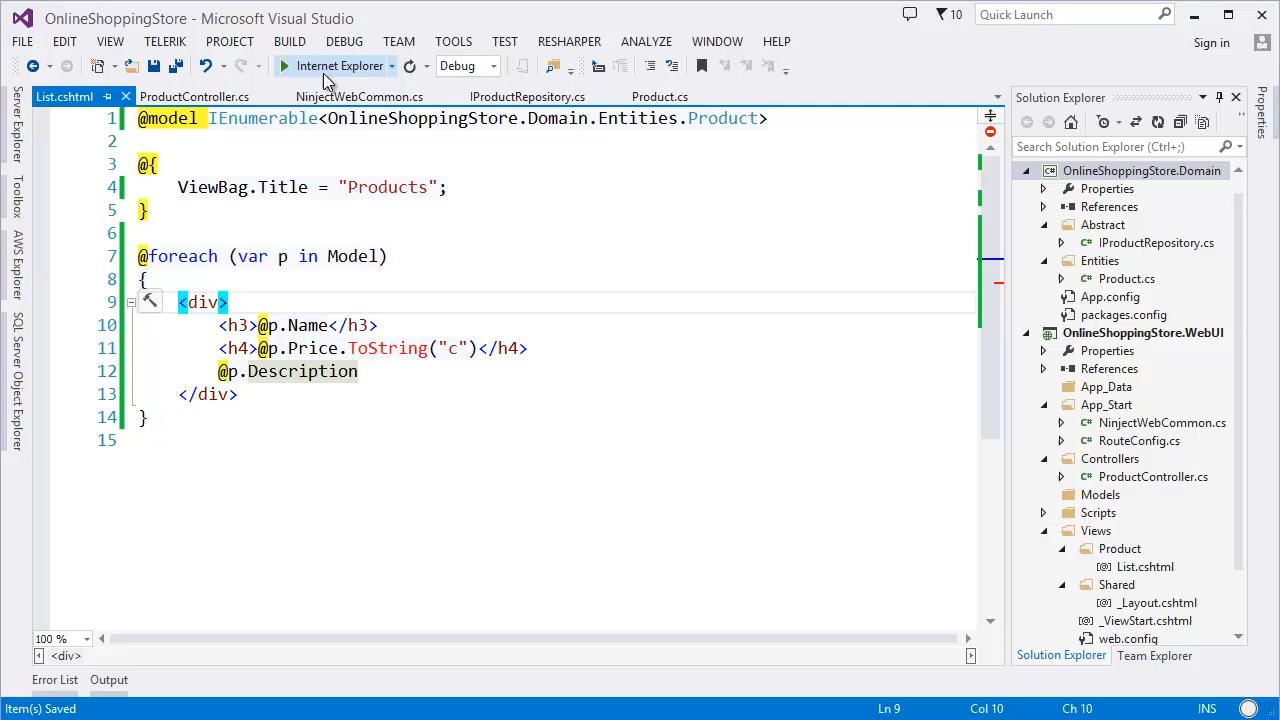 OnlineShoppingStore - Microsoft Visual Studio
10
Quick Launch
FILE EDIT VIEW TELERIK PROJECT BUILD DEBUG TEAM TOOLS TEST RESHARPER ANALYZE WINDOW HELP
Sign in
Internet Explorer
Debug
List.cshtml ProductController.cs NinjectWebCommon.cs IProductRepository.cs Product.cs
Server Explorer
Toolbox
AWS Explorer
SQL Server Object Explorer
1 @model IEnumerable<OnlineShoppingStore.Domain.Entities.Product>
2
3 @{
4 ViewBag.Title = "Products";
5 }
6
7 @foreach (var p in Model)
8 {
9 <div>
10 <h3>@p.Name</h3>
11 <h4>@p.Price.ToString("c")</h4>
12 @p.Description
13 </div>
14 }
15
100 %
<div>
Solution Explorer
Search Solution Explorer (Ctrl+;)
C# OnlineShoppingStore.Domain
Properties
References
Abstract
C# IProductRepository.cs
Entities
C# Product.cs
App.config
packages.config
OnlineShoppingStore.WebUI
Properties
References
App_Data
App_Start
C# NinjectWebCommon.cs
C# RouteConfig.cs
Controllers
C# ProductController.cs
Models
Scripts
Views
Product
[@] List.cshtml
Shared
[@] _Layout.cshtml
[@] _ViewStart.cshtml
web.config
Solution Explorer Team Explorer
Properties
Error List Output
Item(s) Saved Ln 9 Col 10 Ch 10 INS